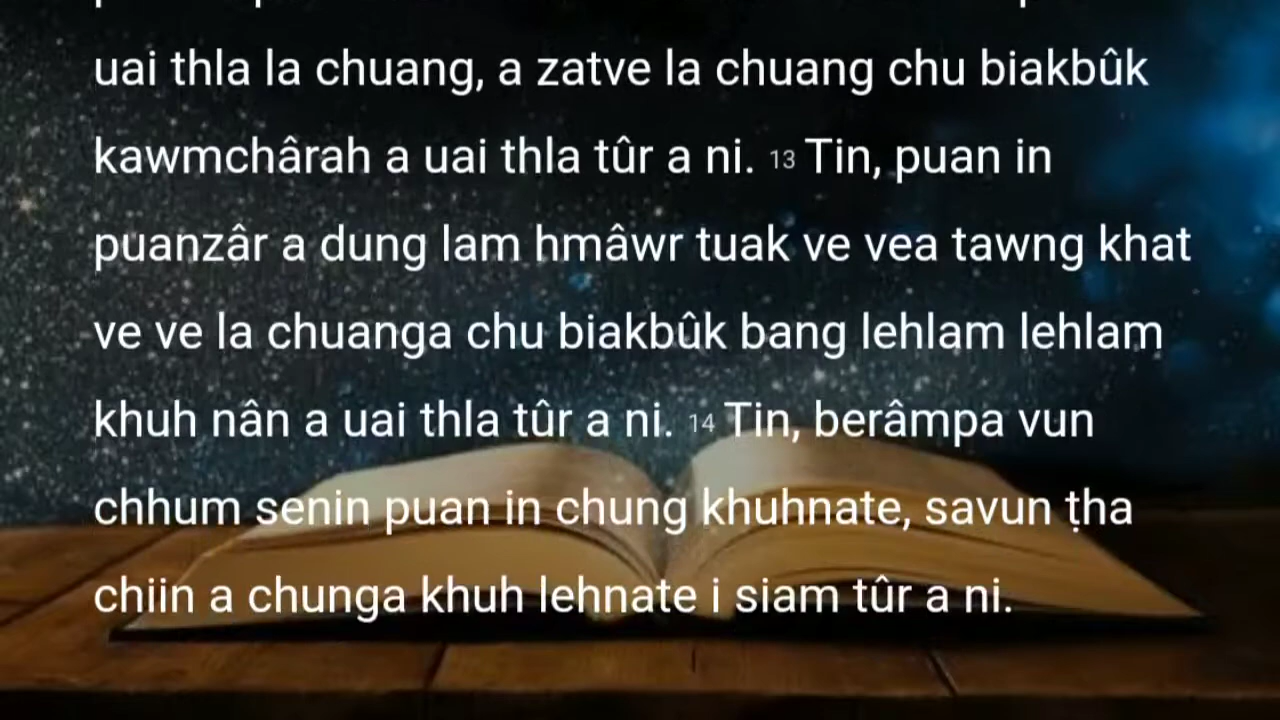 uai thla la chuang, a zatve la chuang chu biakbûk
kawmchârah a uai thla tûr a ni. 13 Tin, puan in
puanzâr a dung lam hmâwr tuak ve vea tawng khat
ve ve la chuanga chu biakbûk bang lehlam lehlam
khuh nân a uai thla tûr a ni. 14 Tin, berâmpa vun
chhum senin puan in chung khuhnate, savun ṭha
chiin a chunga khuh lehnate i siam tûr a ni.